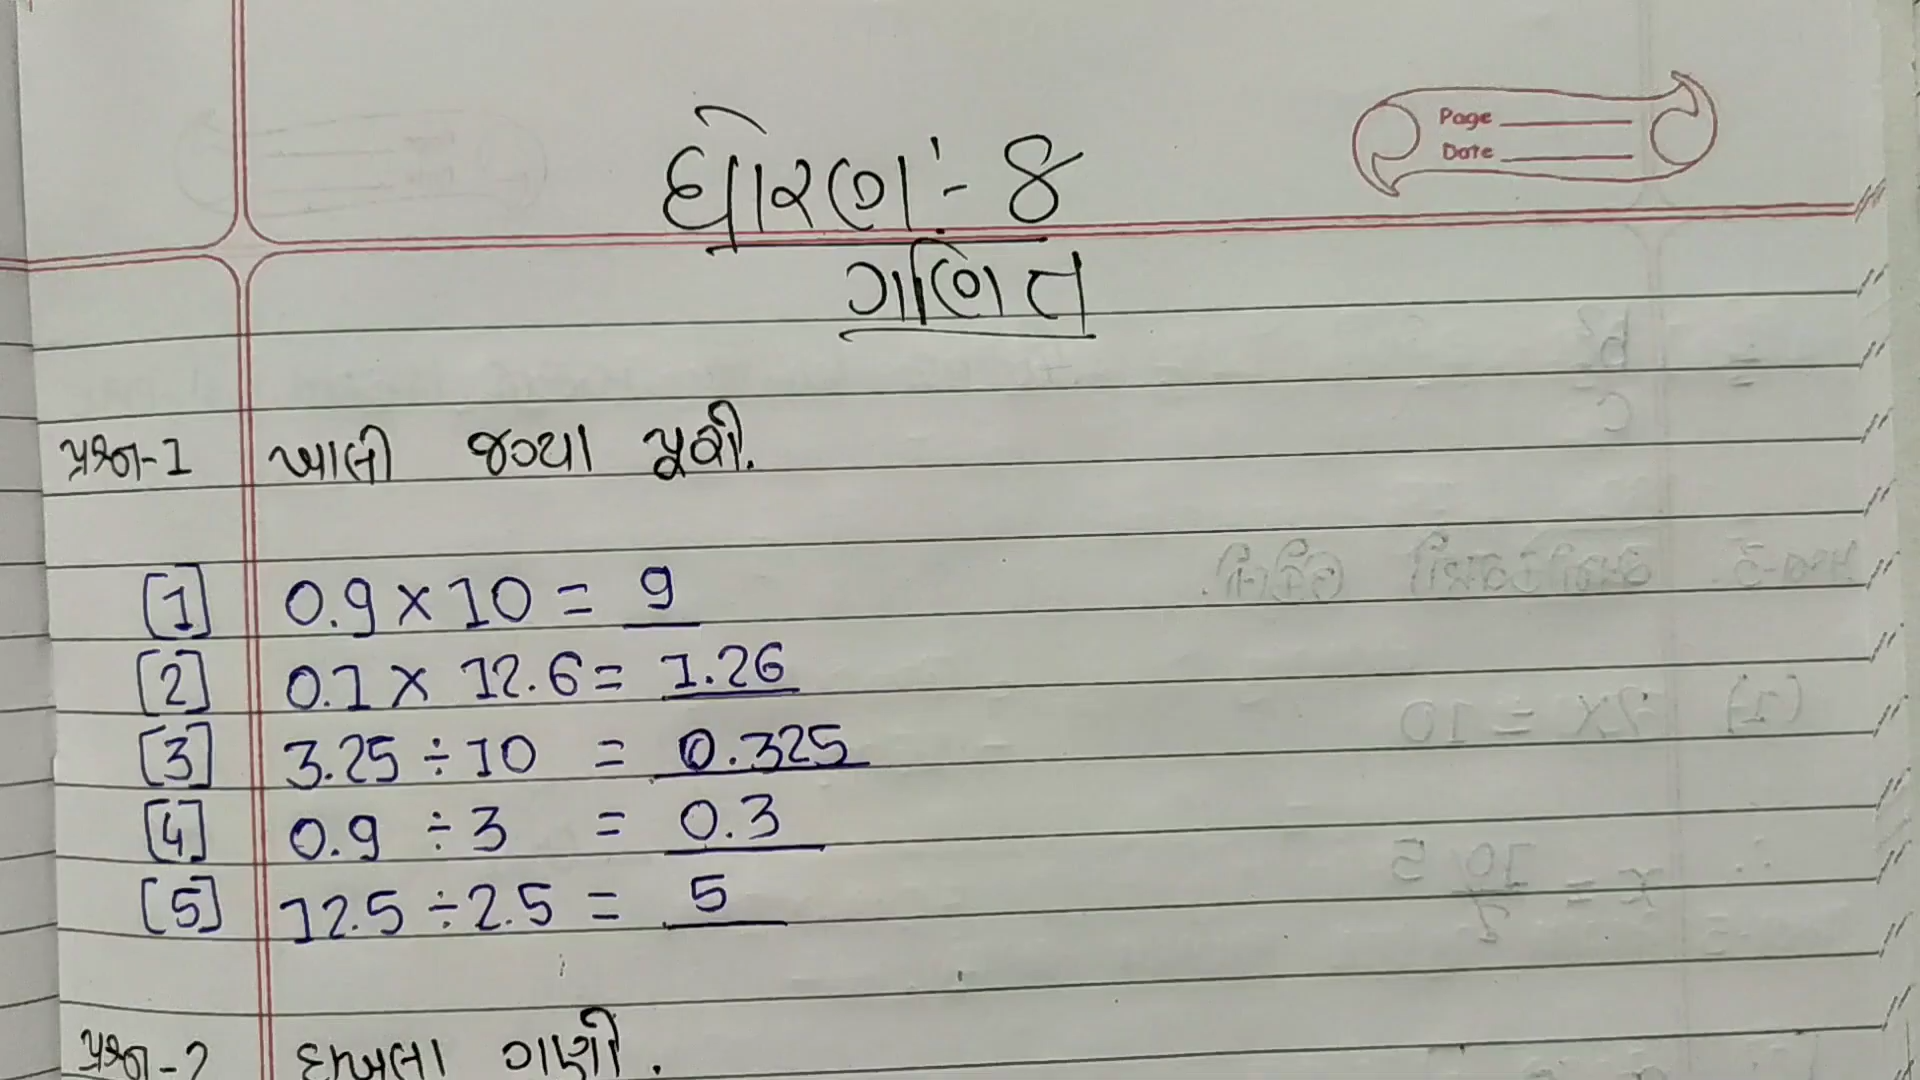 Page
Date
ધોરણ:- 8
ગણિત
પ્રશ્ન-1 ખાલી જગ્યા પૂરો.
[1] 0.9 × 10 = 9
[2] 0.1 × 12.6 = 1.26
[3] 3.25 ÷ 10 = 0.325
[4] 0.9 ÷ 3 = 0.3
[5] 12.5 ÷ 2.5 = 5
પ્રશ્ન-2 દાખલા ગણો.